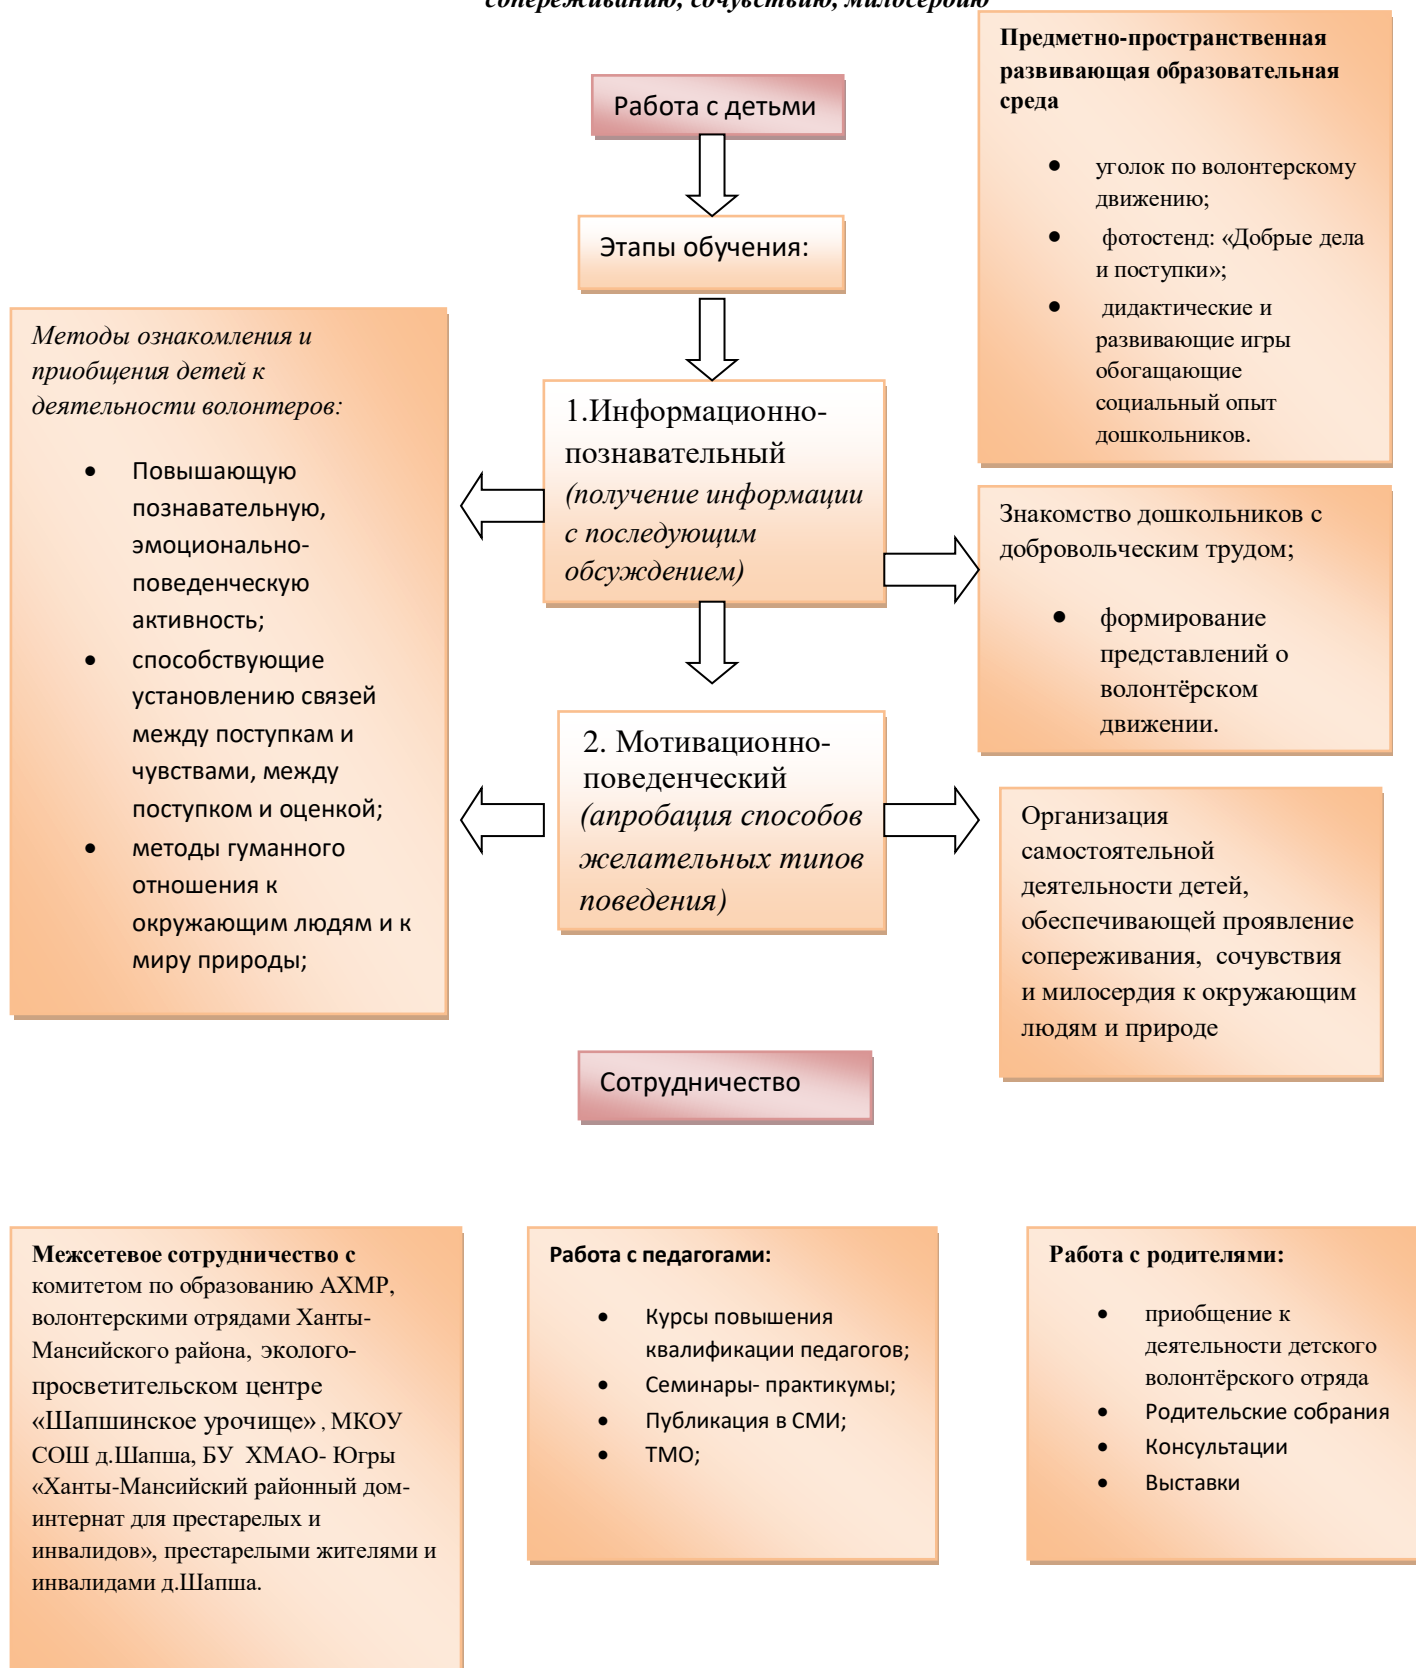 сопереживанию, сочувствию, милосердию
Предметно-пространственная
развивающая образовательная
среда
• уголок по волонтерскому
движению;
• фотостенд: «Добрые дела
и поступки»;
• дидактические и
развивающие игры
обогащающие
социальный опыт
дошкольников.
Работа с детьми
Этапы обучения:
Методы ознакомления и
приобщения детей к
деятельности волонтеров:
• Повышающую
познавательную,
эмоционально-
поведенческую
активность;
• способствующие
установлению связей
между поступкам и
чувствами, между
поступком и оценкой;
• методы гуманного
отношения к
окружающим людям и к
миру природы;
1.Информационно-
познавательный
(получение информации
с последующим
обсуждением)
Знакомство дошкольников с
добровольческим трудом;
• формирование
представлений о
волонтёрском
движении.
2. Мотивационно-
поведенческий
(апробация способов
желательных типов
поведения)
Организация
самостоятельной
деятельности детей,
обеспечивающей проявление
сопереживания, сочувствия
и милосердия к окружающим
людям и природе
Сотрудничество
Межсетевое сотрудничество с
комитетом по образованию АХМР,
волонтерскими отрядами Ханты-
Мансийского района, эколого-
просветительском центре
«Шапшинское урочище» , МКОУ
СОШ д.Шапша, БУ ХМАО- Югры
«Ханты-Мансийский районный дом-
интернат для престарелых и
инвалидов», престарелыми жителями и
инвалидами д.Шапша.
Работа с педагогами:
• Курсы повышения
квалификации педагогов;
• Семинары- практикумы;
• Публикация в СМИ;
• ТМО;
Работа с родителями:
• приобщение к
деятельности детского
волонтёрского отряда
• Родительские собрания
• Консультации
• Выставки